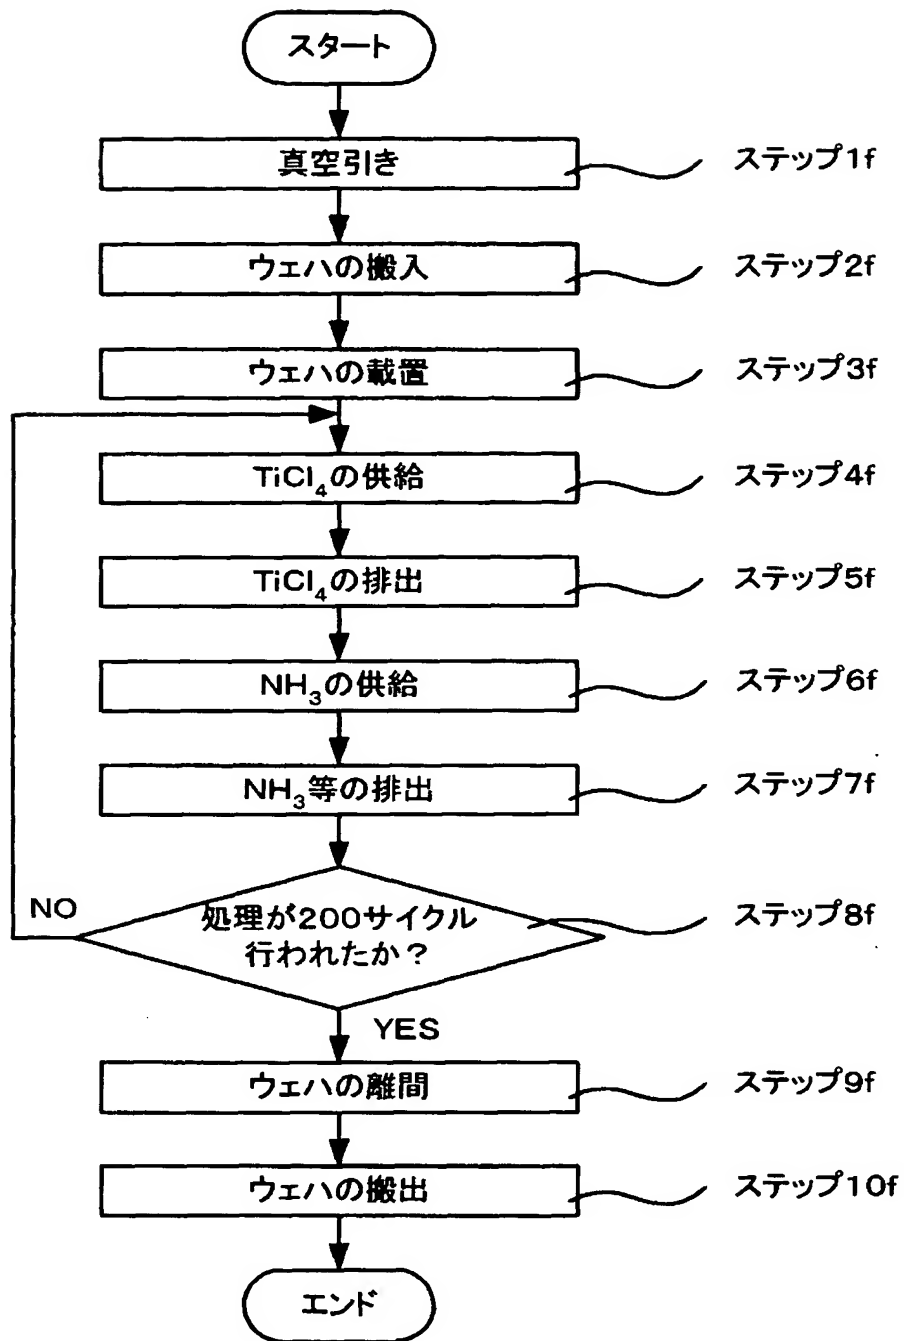 スタート
真空引き
ステップ1f
ウェハの搬入
ステップ2f
ウェハの載置
ステップ3f
TiCl₄の供給
ステップ4f
TiCl₄の排出
ステップ5f
NH₃の供給
ステップ6f
NH₃等の排出
ステップ7f
NO
処理が200サイクル
行われたか？
ステップ8f
YES
ウェハの離間
ステップ9f
ウェハの搬出
ステップ10f
エンド